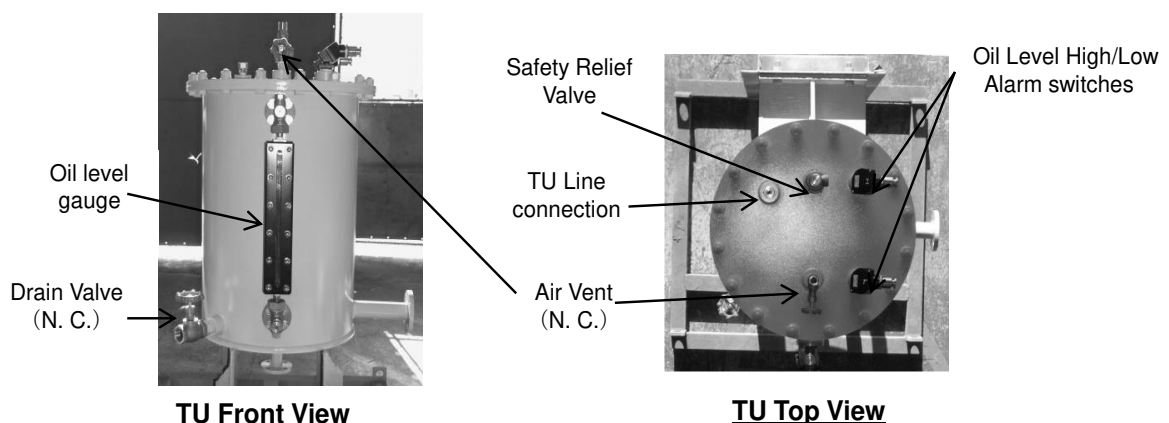 Oil level
gauge
Drain Valve
（N. C.）
TU Front View
Safety Relief
Valve
TU Line
connection
Air Vent
（N. C.）
Oil Level High/Low
Alarm switches
TU Top View